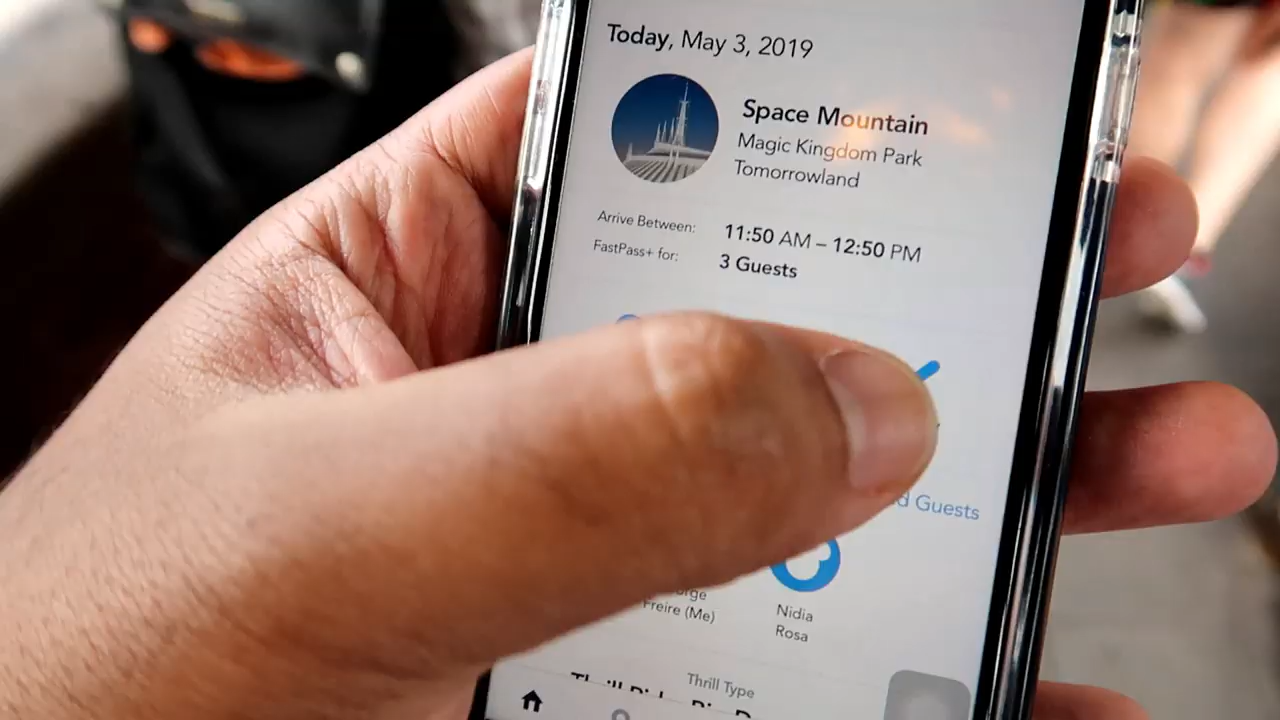 Today, May 3, 2019
Space Mountain
Magic Kingdom Park
Tomorrowland
Arrive Between: 11:50 AM – 12:50 PM
FastPass+ for: 3 Guests
Guests
Freire (Me)
Nidia
Rosa
Thrill Type